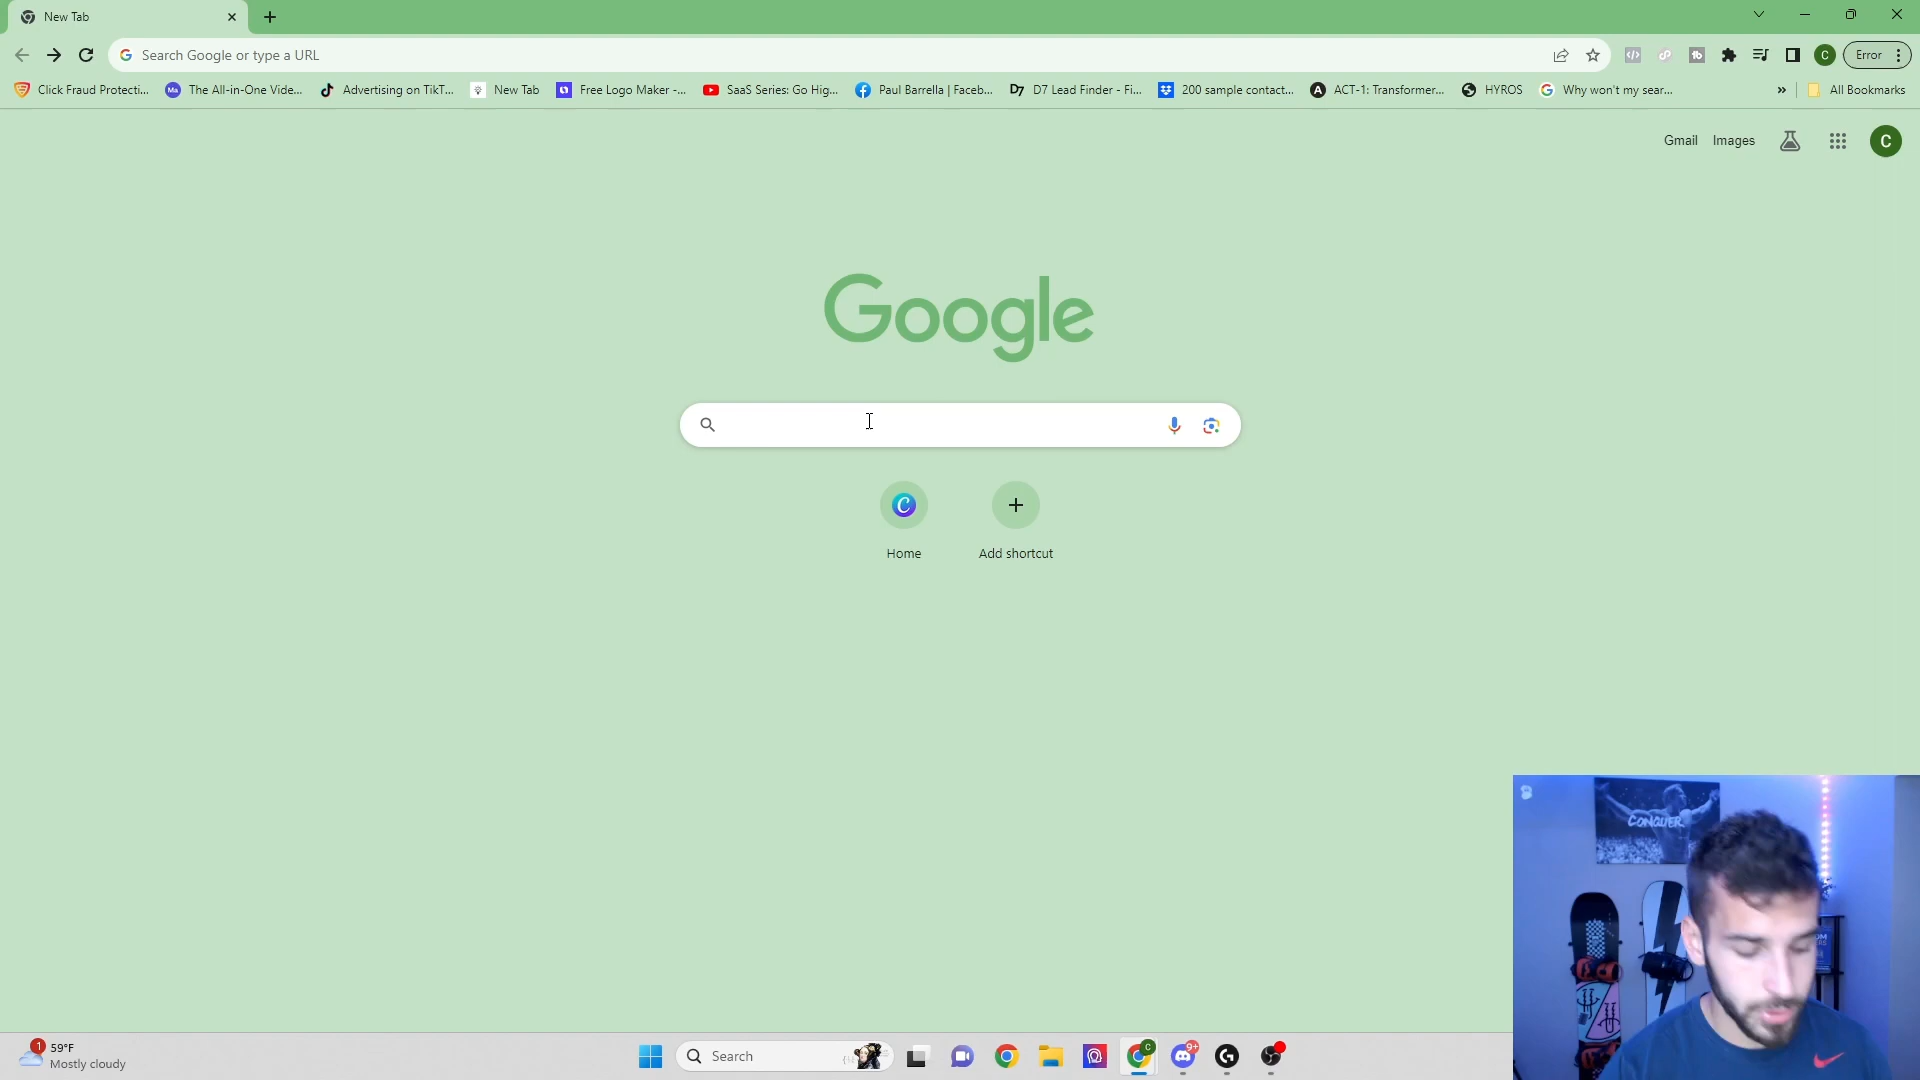 New Tab
Search Google or type a URL
Error
Click Fraud Protecti...
The All-in-One Vide...
Advertising on TikT...
New Tab
Free Logo Maker -...
SaaS Series: Go Hig...
Paul Barrella | Faceb...
D7 Lead Finder - Fi...
200 sample contact...
ACT-1: Transformer...
HYROS
Why won't my sear...
»
All Bookmarks
Gmail
Images
C
Google
Home
Add shortcut
CONQUER
1
59°F
Mostly cloudy
Search
9+